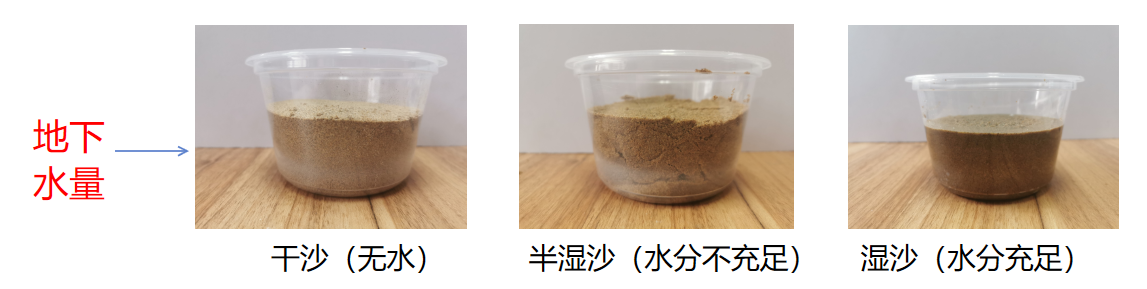 地下
水量
干沙（无水）
半湿沙（水分不充足）
湿沙（水分充足）